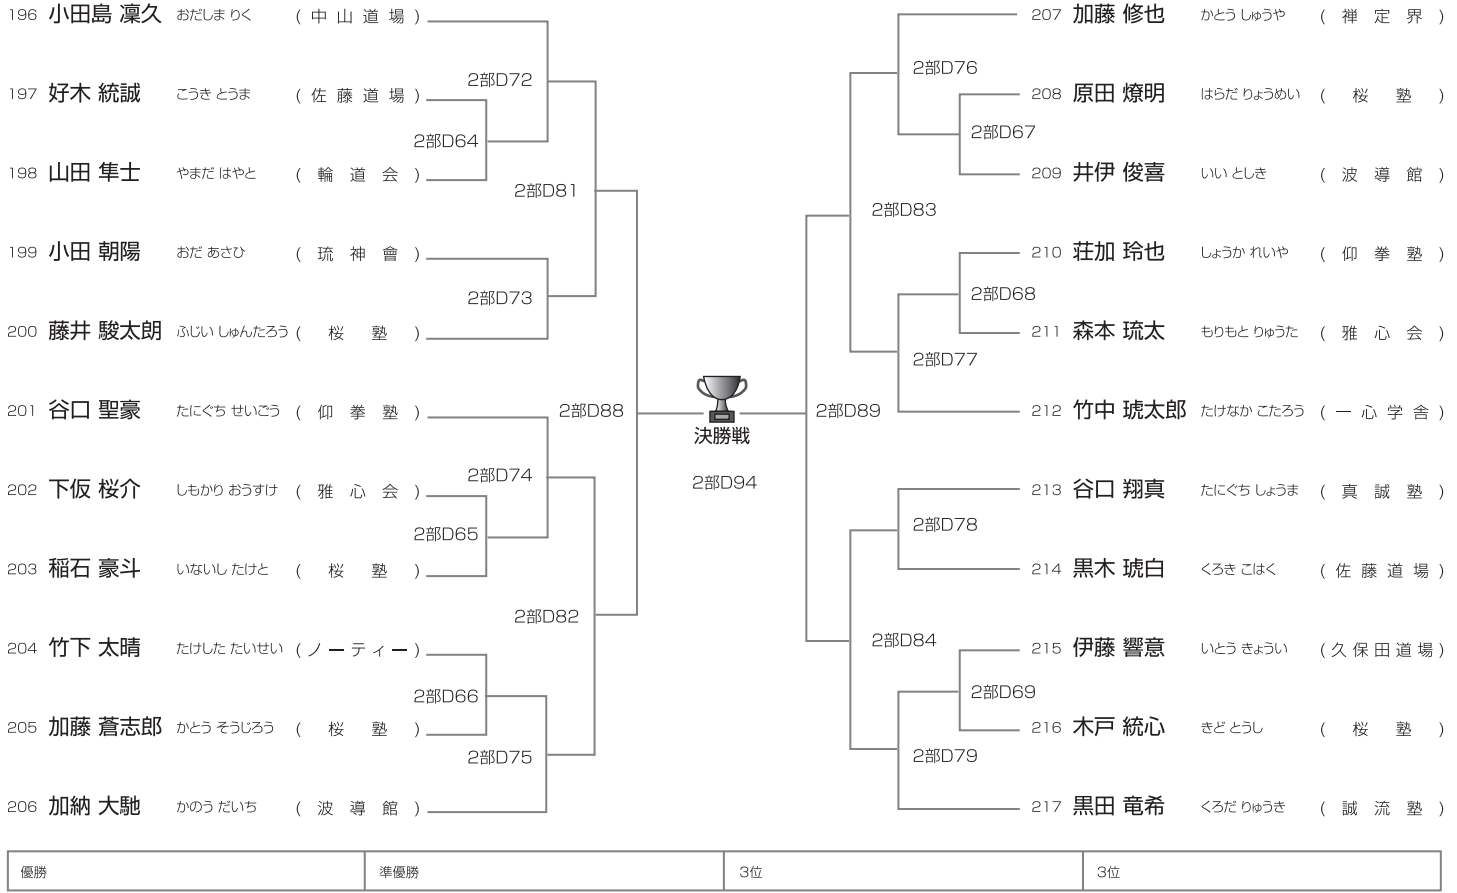 196 小田島 凜久 おだしま りく (中山道場)
197 好木 統誠 こうき とうま (佐藤道場)
198 山田 隼士 やまだ はやと (輪道会)
199 小田 朝陽 おだ あさひ (琉神會)
200 藤井 駿太朗 ふじい しゅんたろう (桜塾)
201 谷口 聖豪 たにぐち せいごう (仰拳塾)
202 下仮 桜介 しもかり おうすけ (雅心会)
203 稲石 豪斗 いないし たけと (桜塾)
204 竹下 太晴 たけした たいせい (ノーティー)
205 加藤 蒼志郎 かとう そうじろう (桜塾)
206 加納 大馳 かのう だいち (波導館)
2部D72
2部D64
2部D81
2部D73
2部D88
2部D74
2部D65
2部D82
2部D66
2部D75
決勝戦
2部D94
207 加藤 修也 かとう しゅうや (禅定界)
208 原田 燎明 はらだ りょうめい (桜塾)
209 井伊 俊喜 いい としき (波導館)
210 荘加 玲也 しょうか れいや (仰拳塾)
211 森本 琉太 もりもと りゅうた (雅心会)
212 竹中 琥太郎 たけなか こたろう (一心学舎)
213 谷口 翔真 たにぐち しょうま (真誠塾)
214 黒木 琥白 くろき こはく (佐藤道場)
215 伊藤 響意 いとう きょうい (久保田道場)
216 木戸 統心 きど とうし (桜塾)
217 黒田 竜希 くろだ りゅうき (誠流塾)
2部D76
2部D67
2部D83
2部D68
2部D77
2部D89
2部D78
2部D84
2部D69
2部D79
優勝
準優勝
3位
3位